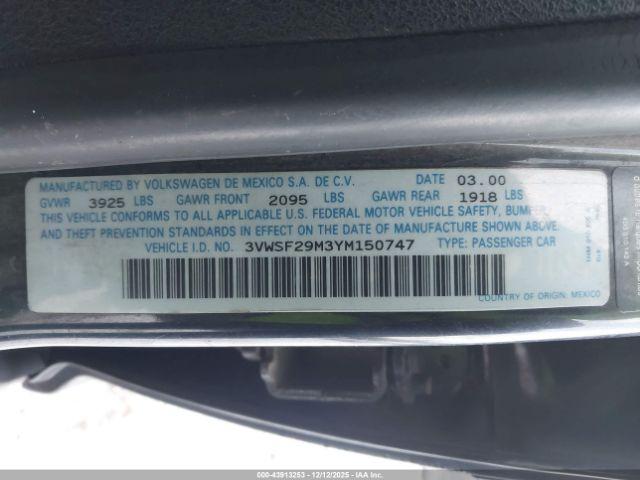 MANUFACTURED BY VOLKSWAGEN DE MEXICO S.A. DE C.V. DATE 03.00
GVWR 3925 LBS GAWR FRONT 2095 LBS GAWR REAR 1918 LBS
THIS VEHICLE CONFORMS TO ALL APPLICABLE U.S. FEDERAL MOTOR VEHICLE SAFETY, BUMPER
AND THEFT PREVENTION STANDARDS IN EFFECT ON THE DATE OF MANUFACTURE SHOWN ABOVE.
VEHICLE I.D. NO. 3VWSF29M3YM150747 TYPE: PASSENGER CAR
COUNTRY OF ORIGIN: MEXICO
000-43913253 - 12/12/2025 - IAAI.com